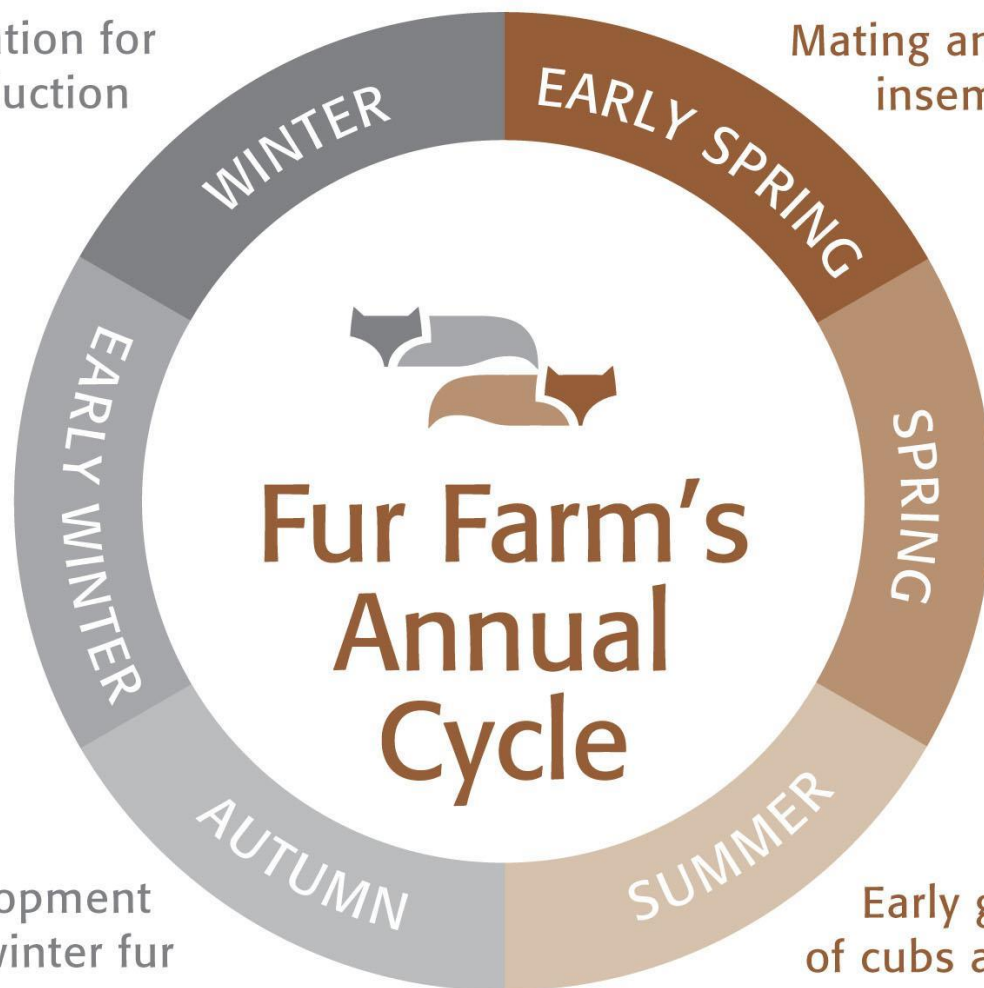 tion for
uction
WINTER
EARLY SPRING
Mating
insem
EARLY WINTER
SPRING
Fur Farm's
Annual
Cycle
AUTUMN
SUMMER
opment
winter fur
Early g
of cubs a